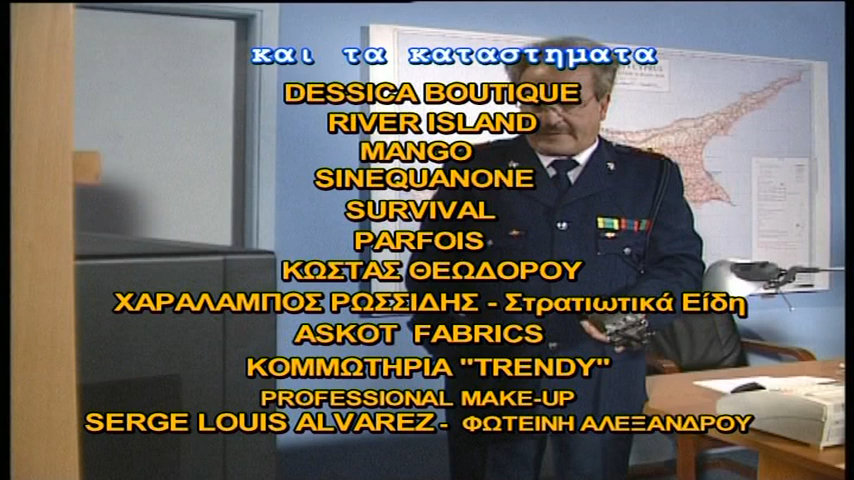 και τα καταστηματα
DESSICA BOUTIQUE
RIVER ISLAND
MANGO
SINEQUANONE
SURVIVAL
PARFOIS
ΚΩΣΤΑΣ ΘΕΩΔΟΡΟΥ
ΧΑΡΑΛΑΜΠΟΣ ΡΩΣΣΙΔΗΣ - Στρατιωτικά Είδη
ASKOT FABRICS
ΚΟΜΜΩΤΗΡΙΑ "TRENDY"
PROFESSIONAL MAKE-UP
SERGE LOUIS ALVAREZ - ΦΩΤΕΙΝΗ ΑΛΕΞΑΝΔΡΟΥ